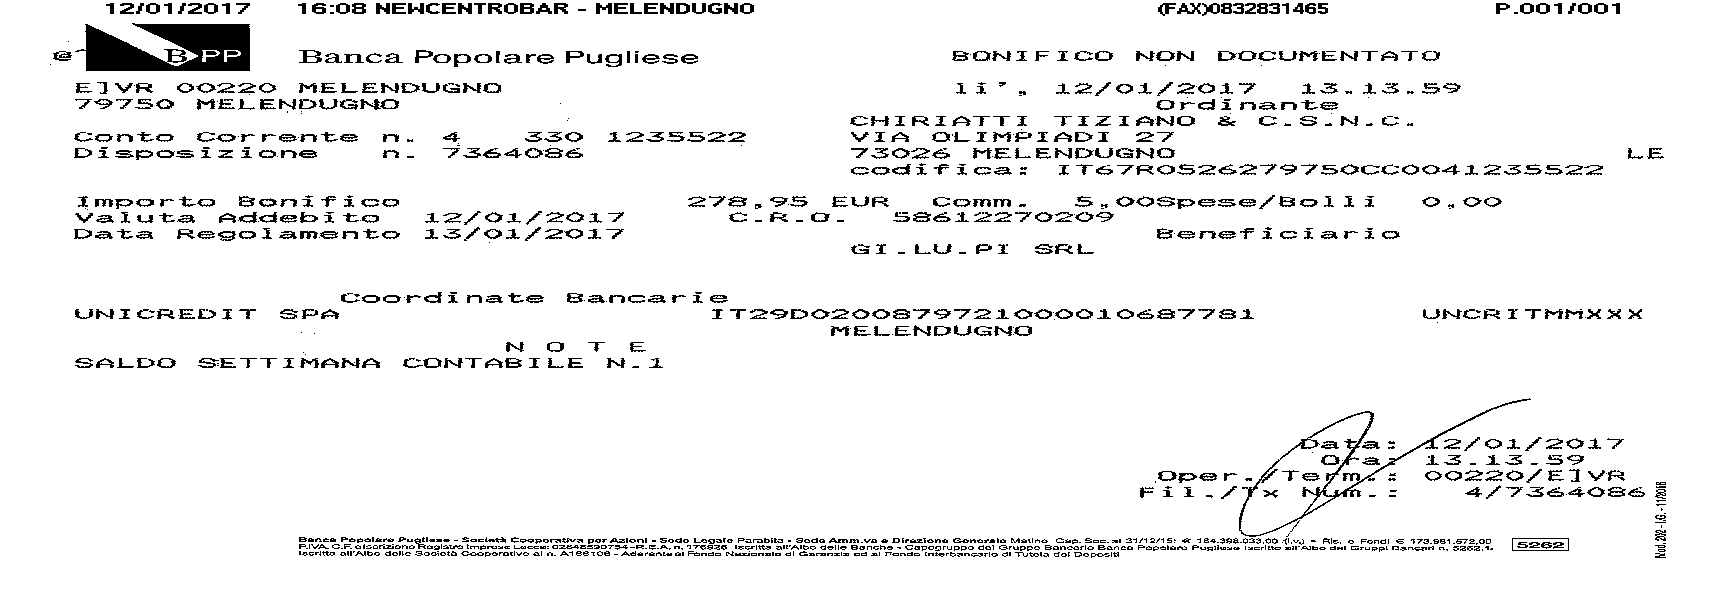 12/01/2017 16:08 NEWCENTROBAR - MELENDUGNO (FAX)0832831465 P.001/001
BPP Banca Popolare Pugliese BONIFICO NON DOCUMENTATO
E]VR 00220 MELENDUGNO li', 12/01/2017 13.13.59
79750 MELENDUGNO Ordinante
CHIRIATTI TIZIANO & C.S.N.C.
Conto Corrente n. 4 330 1235522 VIA OLIMPIADI 27
Disposizione n. 7364086 73026 MELENDUGNO LE
codifica: IT67R0526279750CC0041235522
Importo Bonifico 278,95 EUR Comm. 5,00Spese/Bolli 0,00
Valuta Addebito 12/01/2017 C.R.O. 58612270209
Data Regolamento 13/01/2017 Beneficiario
GI.LU.PI SRL
Coordinate Bancarie
UNICREDIT SPA IT29D0200879721000010687781 UNCRITMMXXX
MELENDUGNO
N O T E
SALDO SETTIMANA CONTABILE N.1
Data: 12/01/2017
Ora: 13.13.59
Oper./Term.: 00220/E]VR
Fil./Tx Num.: 4/7364086
Mod. 292 - I.G. - 11/2016
Banca Popolare Pugliese - Società Cooperativa per Azioni - Sede Legale Parabita - Sede Amm.va e Direzione Generale Matino Cap. Soc. al 31/12/15: € 184.398.033,00 (i.v.) - Ris. e Fondi € 173.981.572,00
P.IVA, C.F. e Iscrizione Registro Imprese Lecce: 02848590754 - R.E.A. n. 176926 Iscritta all'Albo delle Banche - Capogruppo del Gruppo Bancario Banca Popolare Pugliese iscritto all'Albo dei Gruppi Bancari n. 5262.1.
Iscritto all'Albo delle Società Cooperative al n. A166106 - Aderente al Fondo Nazionale di Garanzia ed al Fondo Interbancario di Tutela dei Depositi
5262